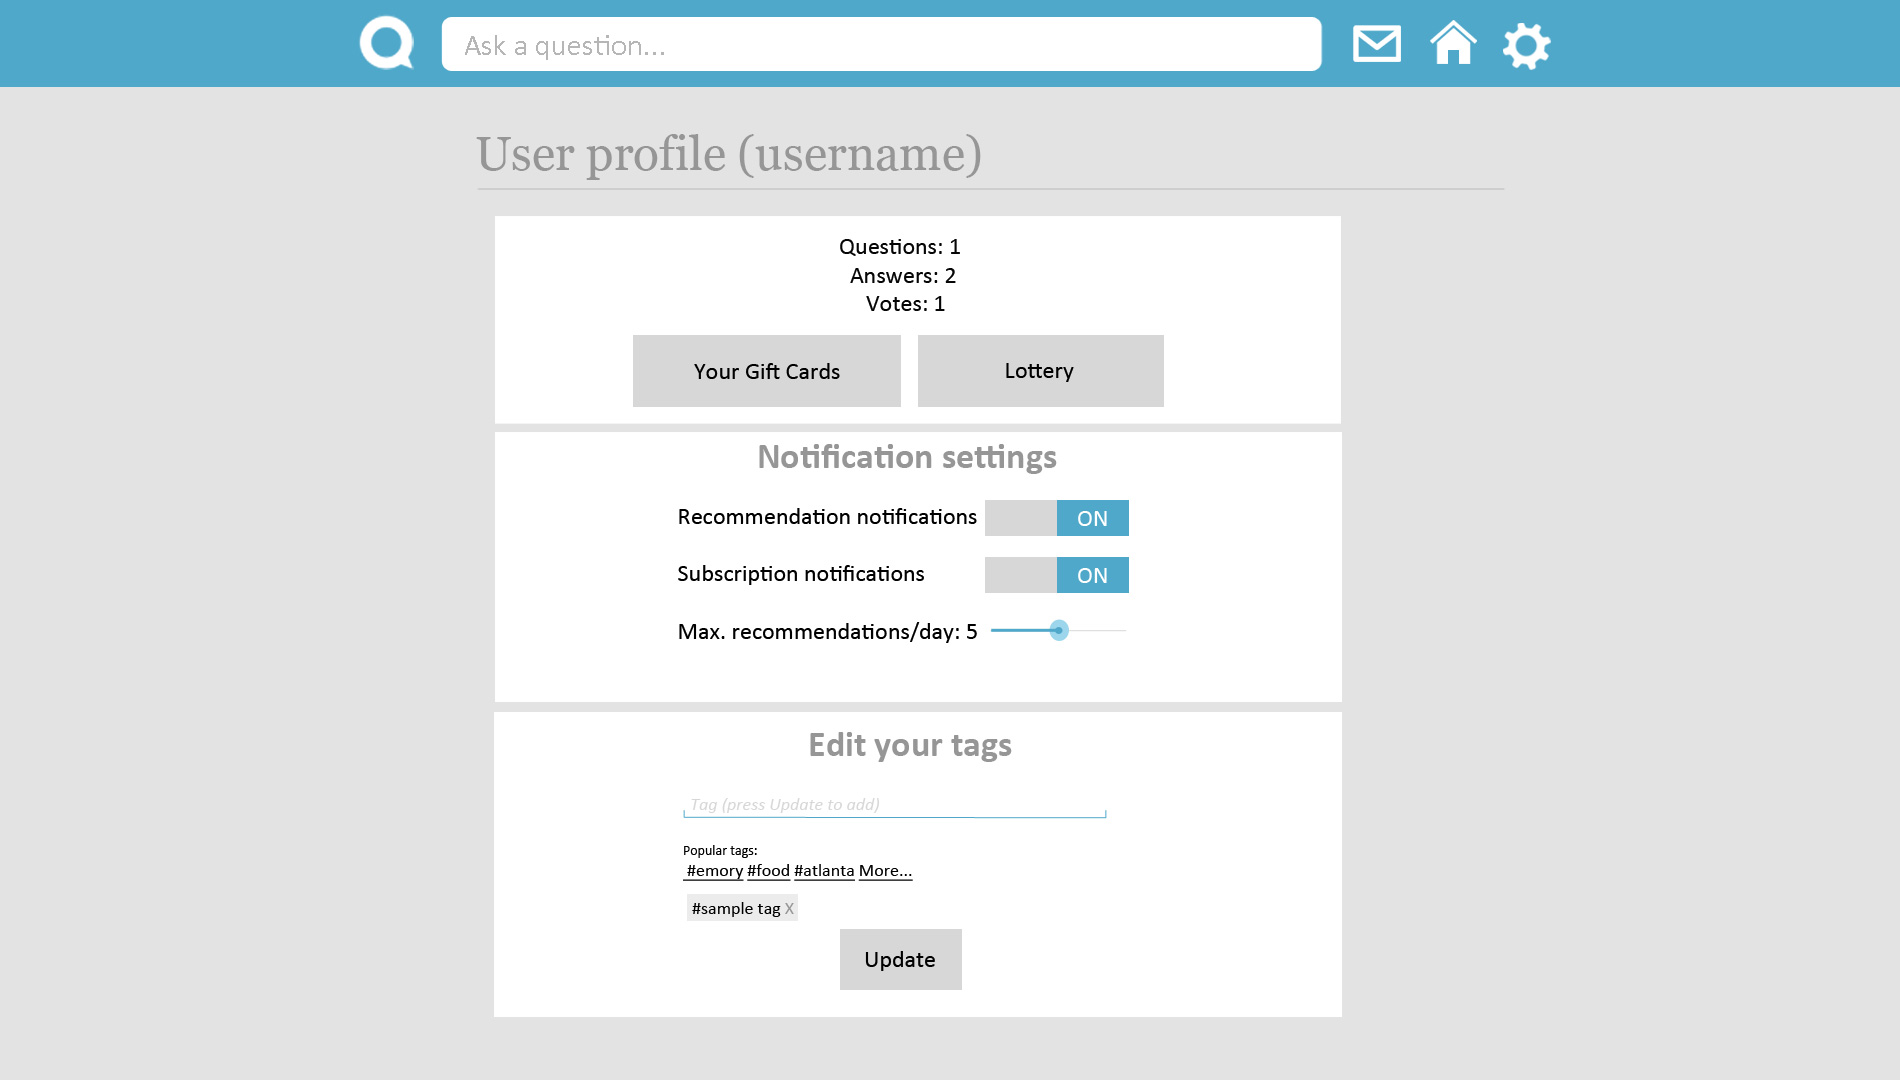 Ask a question...
User profile (username)
Questions: 1
Answers: 2
Votes: 1
Your Gift Cards
Lottery
Notification settings
Recommendation notifications ON
Subscription notifications ON
Max. recommendations/day: 5
Edit your tags
Tag (press Update to add)
Popular tags:
#emory #food #atlanta More...
#sample tag X
Update